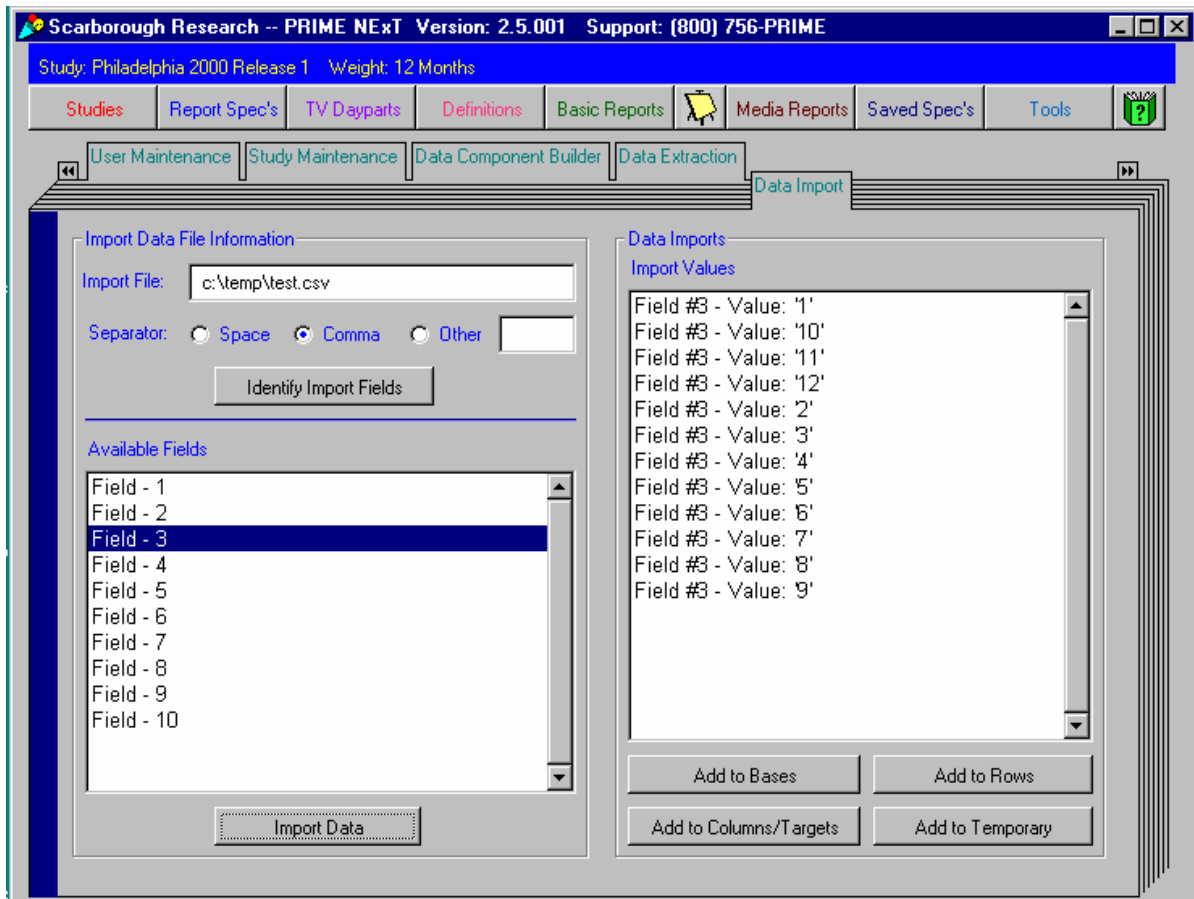 Scarborough Research -- PRIME NExT Version: 2.5.001 Support: (800) 756-PRIME
Study: Philadelphia 2000 Release 1 Weight: 12 Months
Studies Report Spec's TV Dayparts Definitions Basic Reports Media Reports Saved Spec's Tools ?
User Maintenance Study Maintenance Data Component Builder Data Extraction
Data Import
Import Data File Information
Import File: c:\temp\test.csv
Separator: Space Comma Other
Identify Import Fields
Available Fields
Field - 1
Field - 2
Field - 3
Field - 4
Field - 5
Field - 6
Field - 7
Field - 8
Field - 9
Field - 10
Import Data
Data Imports
Import Values
Field #3 - Value: '1'
Field #3 - Value: '10'
Field #3 - Value: '11'
Field #3 - Value: '12'
Field #3 - Value: '2'
Field #3 - Value: '3'
Field #3 - Value: '4'
Field #3 - Value: '5'
Field #3 - Value: '6'
Field #3 - Value: '7'
Field #3 - Value: '8'
Field #3 - Value: '9'
Add to Bases Add to Rows
Add to Columns/Targets Add to Temporary